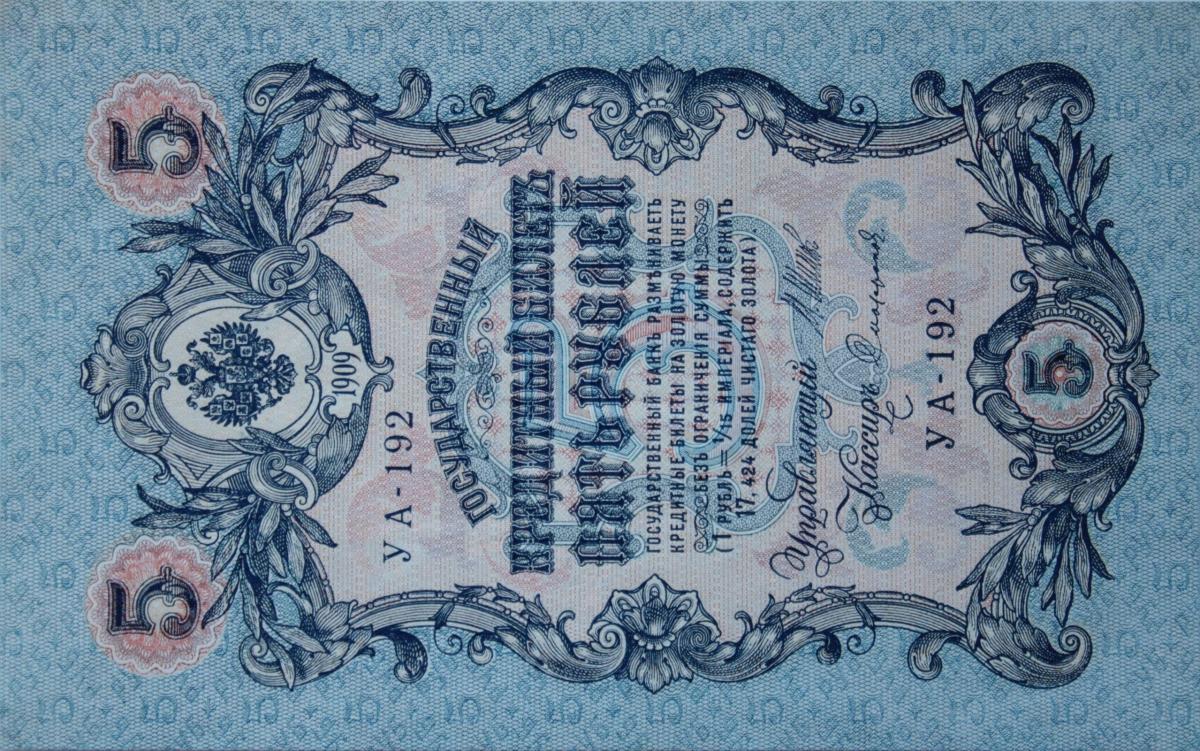 5 5
1909
УА-192
ГОСУДАРСТВЕННЫЙ
КРЕДИТНЫЙ БИЛЕТЪ
ПЯТЬ РУБЛЕЙ
ГОСУДАРСТВЕННЫЙ БАНКЪ РАЗМѢНИВАЕТЪ
КРЕДИТНЫЕ БИЛЕТЫ НА ЗОЛОТУЮ МОНЕТУ
БЕЗЪ ОГРАНИЧЕНІЯ СУММЫ
(1 РУБЛЬ = 1/15 ИМПЕРІАЛА, СОДЕРЖИТЪ
17,424 ДОЛЕЙ ЧИСТАГО ЗОЛОТА)
Управляющій
Кассиръ
УА-192
5